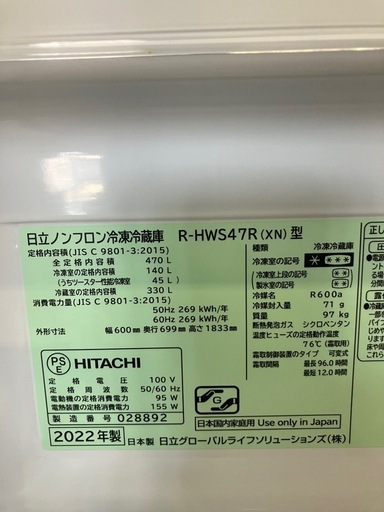 日立ノンフロン冷凍冷蔵庫 R-HWS47R(XN)型
定格内容積(JIS C 9801-3:2015)
全定格内容積 470 L
冷凍室の定格内容積 140 L
(うちツースター性能冷凍室 45 L)
冷蔵室の定格内容積 330 L
消費電力量(JIS C 9801-3:2015)
50Hz 269 kWh/年
60Hz 269 kWh/年
外形寸法 幅600mm 奥行699mm 高さ1833mm
種類 冷凍冷蔵庫
冷凍室の記号
冷凍室上段の記号
製氷室の記号
冷媒 R600a
冷媒封入量 71 g
質量 97 kg
断熱発泡ガス シクロペンタン
温度ヒューズの定格動作温度
76℃(霜取用)
霜取制御装置のタイプ 可変式
霜取間隔 最長 96.0 時間
最短 12.0 時間
PS
E
HITACHI
定格電圧 100 V
定格周波数 50/60 Hz
電動機の定格消費電力 95 W
電熱装置の定格消費電力 155 W
製造番号 028892
日本国内家庭用 Use only in Japan
2022年製 日本製 日立グローバルライフソリューションズ(株)